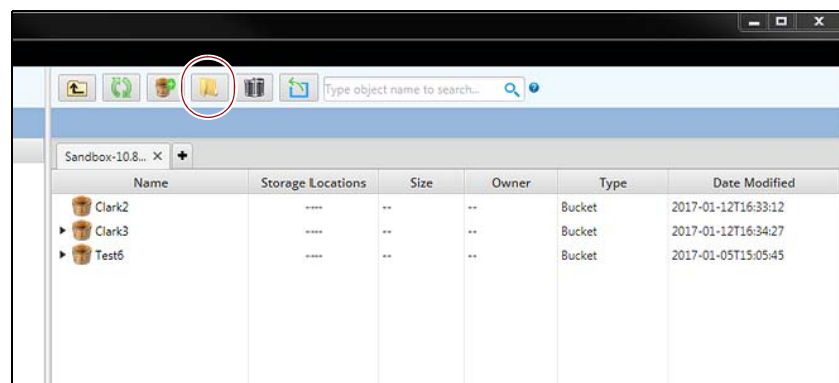 Type object name to search...
Sandbox-10.8... X +
Name Storage Locations Size Owner Type Date Modified
Clark2 ---- -- -- Bucket 2017-01-12T16:33:12
Clark3 ---- -- -- Bucket 2017-01-12T16:34:27
Test6 ---- -- -- Bucket 2017-01-05T15:05:45